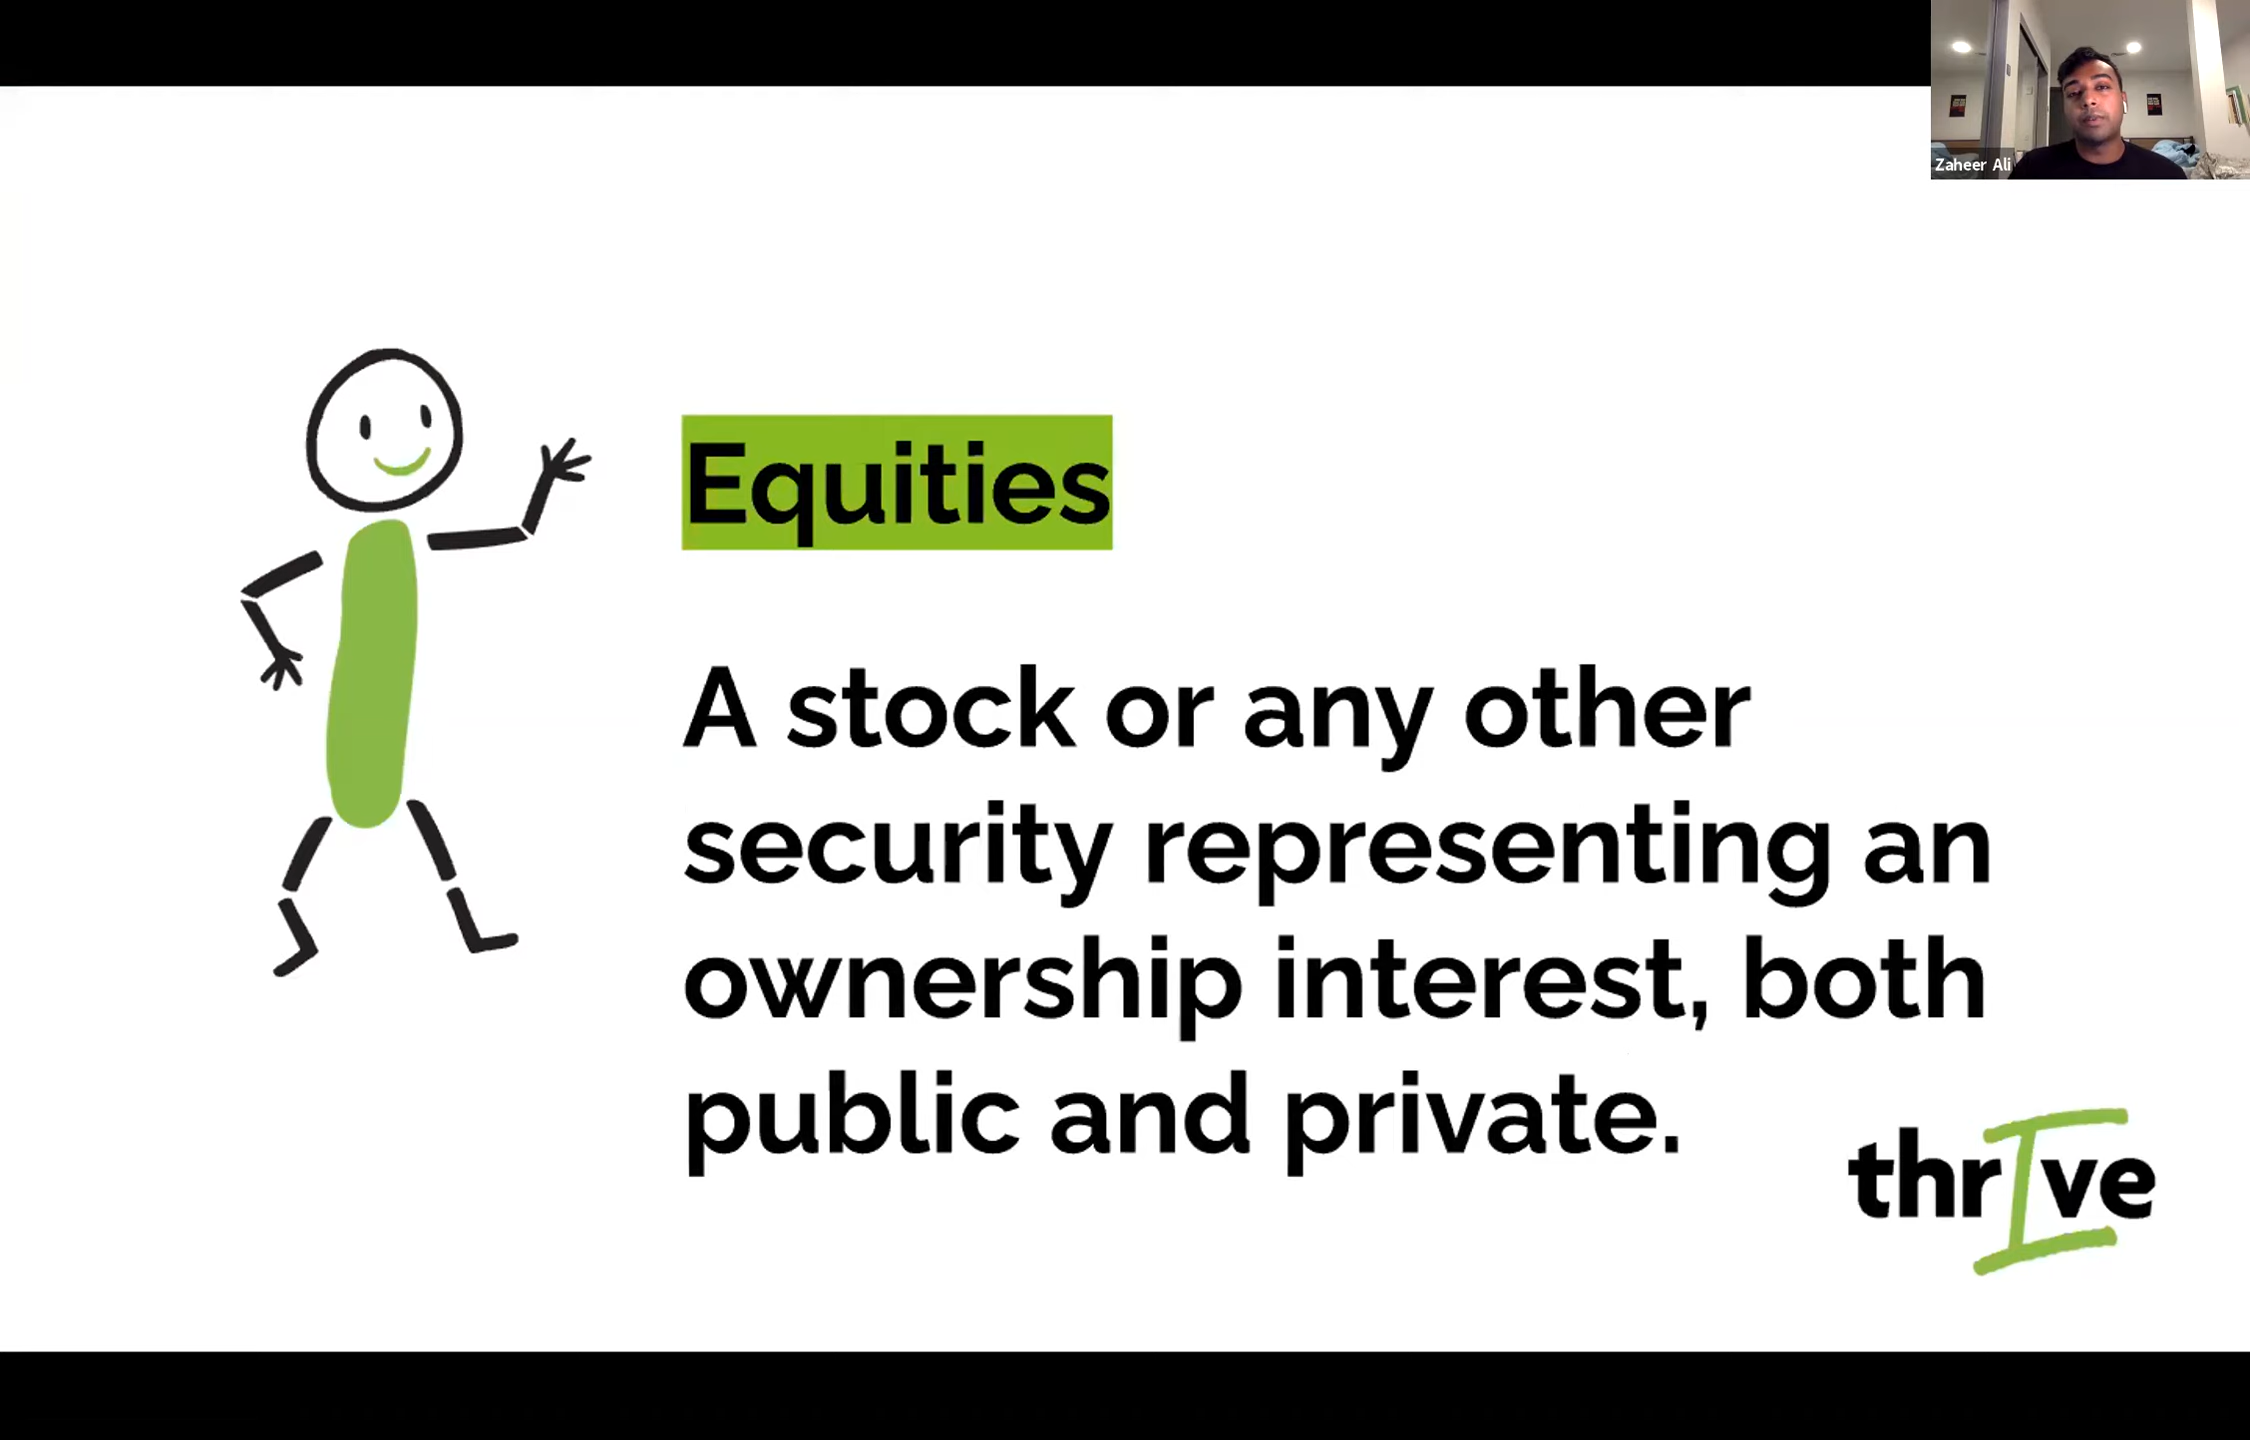 Zaheer Ali
Equities
A stock or any other
security representing an
ownership interest, both
public and private.
thrIve